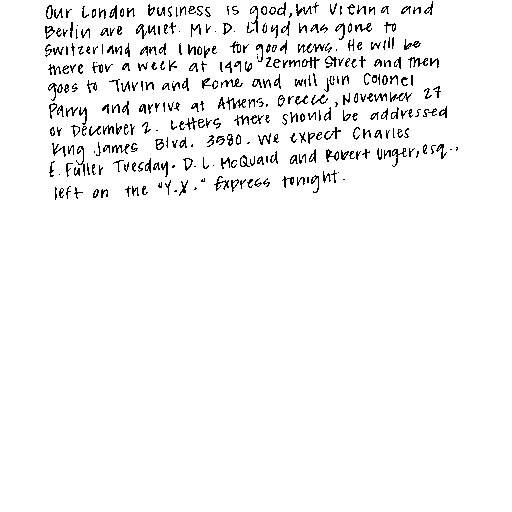 Our London business is good, but Vienna and
Berlin are quiet. Mr. D. Lloyd has gone to
Switzerland and I hope for good news. He will be
there for a week at 1496 Zermott Street and then
goes to Turin and Rome and will join Colonel
Parry and arrive at Athens, Greece, November 27
or December 2. Letters there should be addressed
King James Blvd. 3580. We expect Charles
E. Fuller Tuesday. D. L. McQuaid and Robert Unger, esq.,
left on the "Y.X." Express tonight.